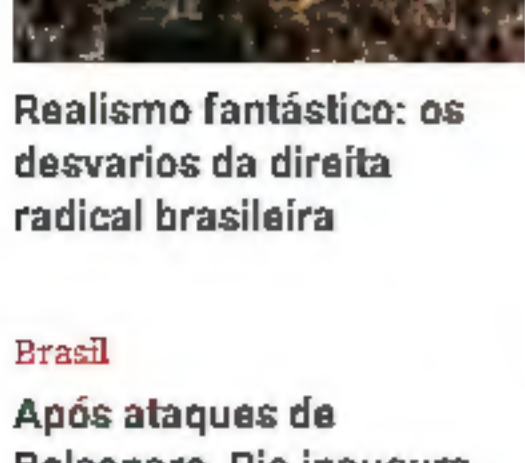 Realismo fantástico: os
desvarios da direita
radical brasileira
Brasil
Após ataques de